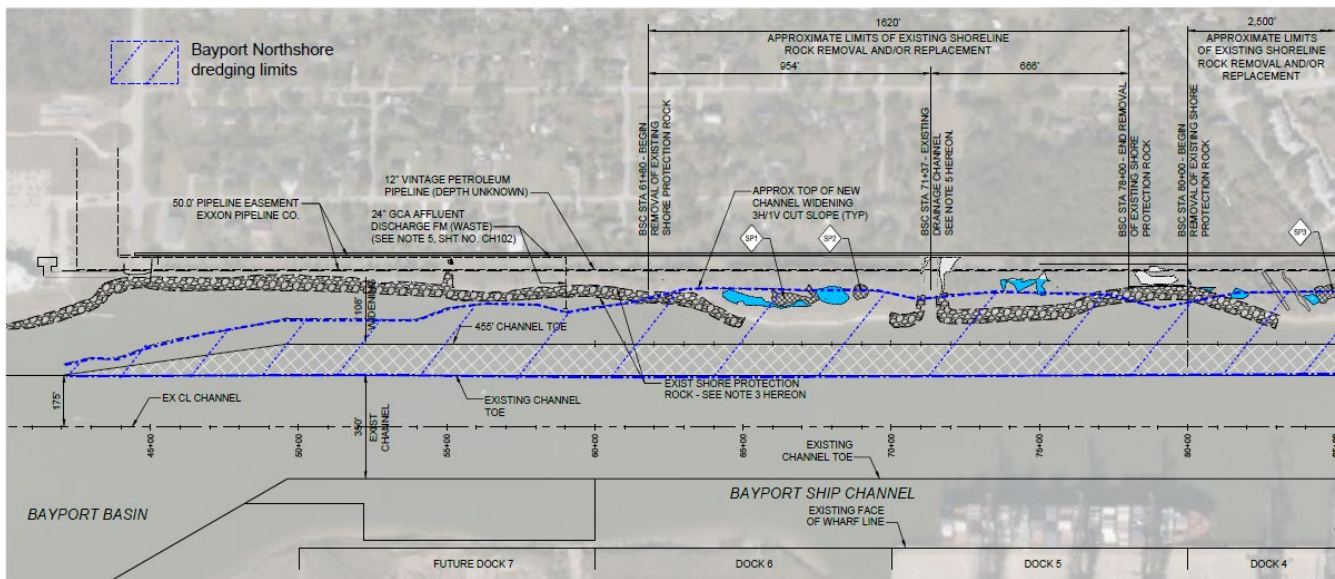 Bayport Northshore
dredging limits
1620'
APPROXIMATE LIMITS OF EXISTING SHORELINE
ROCK REMOVAL AND/OR REPLACEMENT
954'
666'
2,500'
APPROXIMATE LIMITS
OF EXISTING SHORELINE
ROCK REMOVAL AND/OR
REPLACEMENT
BSC STA 61+80 - BEGIN
REMOVAL OF EXISTING
SHORE PROTECTION ROCK
BSC STA 71+37 - EXISTING
DRAINAGE CHANNEL
SEE NOTE 5 HEREON.
BSC STA 78+00 - END REMOVAL
OF EXISTING SHORE
PROTECTION ROCK
BSC STA 80+00 - BEGIN
REMOVAL OF EXISTING SHORE
PROTECTION ROCK
50.0' PIPELINE EASEMENT
EXXON PIPELINE CO.
12" VINTAGE PETROLEUM
PIPELINE (DEPTH UNKNOWN)
24" GCA AFFLUENT
DISCHARGE FM (WASTE)
(SEE NOTE 5, SHT NO. CH102)
APPROX TOP OF NEW
CHANNEL WIDENING
3H/1V CUT SLOPE (TYP)
SP1
SP2
SP3
WIDENING
455' CHANNEL TOE
EXIST SHORE PROTECTION
ROCK - SEE NOTE 3 HEREON
EXISTING CHANNEL
TOE
175'
EX CL CHANNEL
350'
EXIST
CHANNEL
45+00
50+00
55+00
60+00
65+00
70+00
75+00
80+00
EXISTING
CHANNEL TOE
BAYPORT SHIP CHANNEL
BAYPORT BASIN
EXISTING FACE
OF WHARF LINE
FUTURE DOCK 7
DOCK 6
DOCK 5
DOCK 4